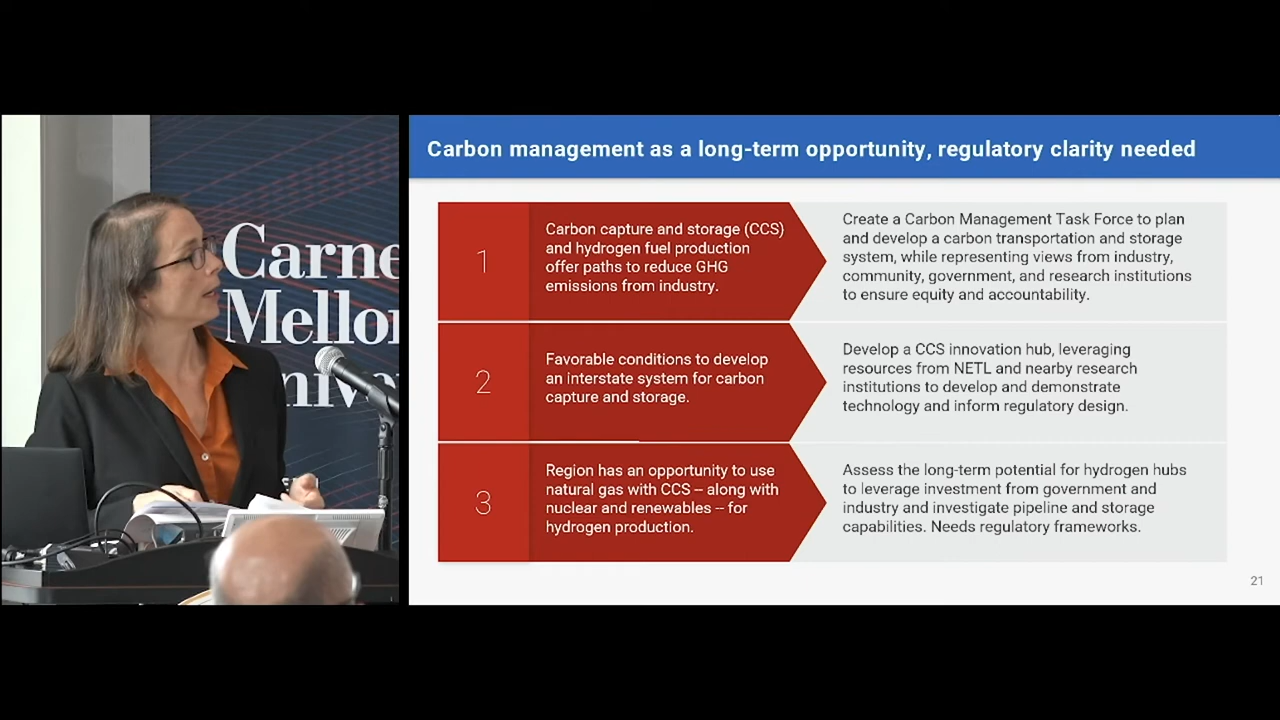 Carne
Mellon
Unive
Carbon management as a long-term opportunity, regulatory clarity needed
1
Carbon capture and storage (CCS)
and hydrogen fuel production
offer paths to reduce GHG
emissions from industry.
Create a Carbon Management Task Force to plan
and develop a carbon transportation and storage
system, while representing views from industry,
community, government, and research institutions
to ensure equity and accountability.
2
Favorable conditions to develop
an interstate system for carbon
capture and storage.
Develop a CCS innovation hub, leveraging
resources from NETL and nearby research
institutions to develop and demonstrate
technology and inform regulatory design.
3
Region has an opportunity to use
natural gas with CCS – along with
nuclear and renewables – for
hydrogen production.
Assess the long-term potential for hydrogen hubs
to leverage investment from government and
industry and investigate pipeline and storage
capabilities. Needs regulatory frameworks.
21